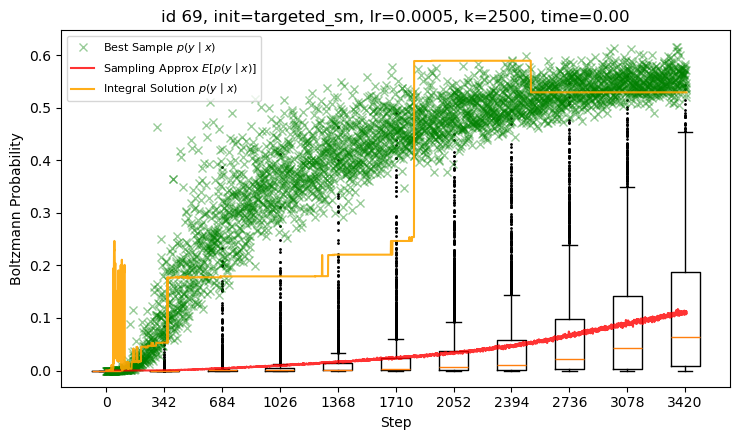 id 69, init=targeted_sm, lr=0.0005, k=2500, time=0.00
Best Sample p(y | x)
Sampling Approx E[p(y | x)]
Integral Solution p(y | x)
Boltzmann Probability
0.6
0.5
0.4
0.3
0.2
0.1
0.0
0 342 684 1026 1368 1710 2052 2394 2736 3078 3420
Step